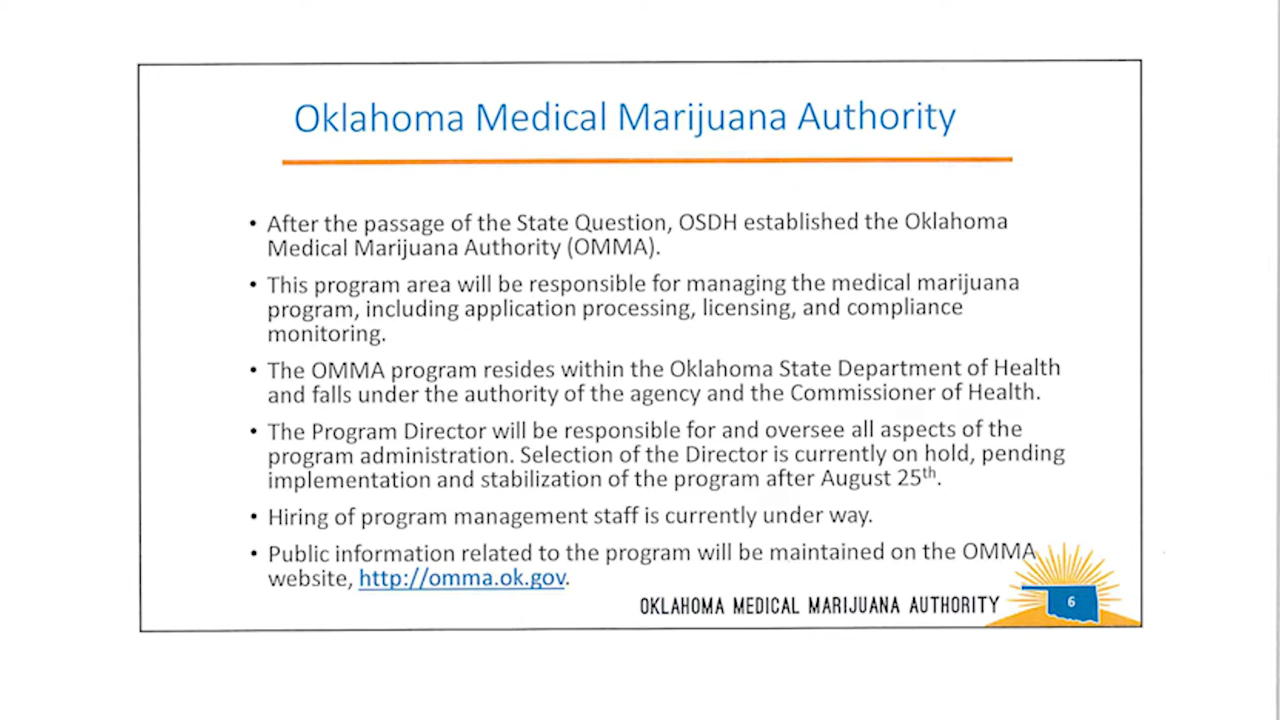 Oklahoma Medical Marijuana Authority
• After the passage of the State Question, OSDH established the Oklahoma
Medical Marijuana Authority (OMMA).
• This program area will be responsible for managing the medical marijuana
program, including application processing, licensing, and compliance
monitoring.
• The OMMA program resides within the Oklahoma State Department of Health
and falls under the authority of the agency and the Commissioner of Health.
• The Program Director will be responsible for and oversee all aspects of the
program administration. Selection of the Director is currently on hold, pending
implementation and stabilization of the program after August 25th.
• Hiring of program management staff is currently under way.
• Public information related to the program will be maintained on the OMMA
website, http://omma.ok.gov.
OKLAHOMA MEDICAL MARIJUANA AUTHORITY
6